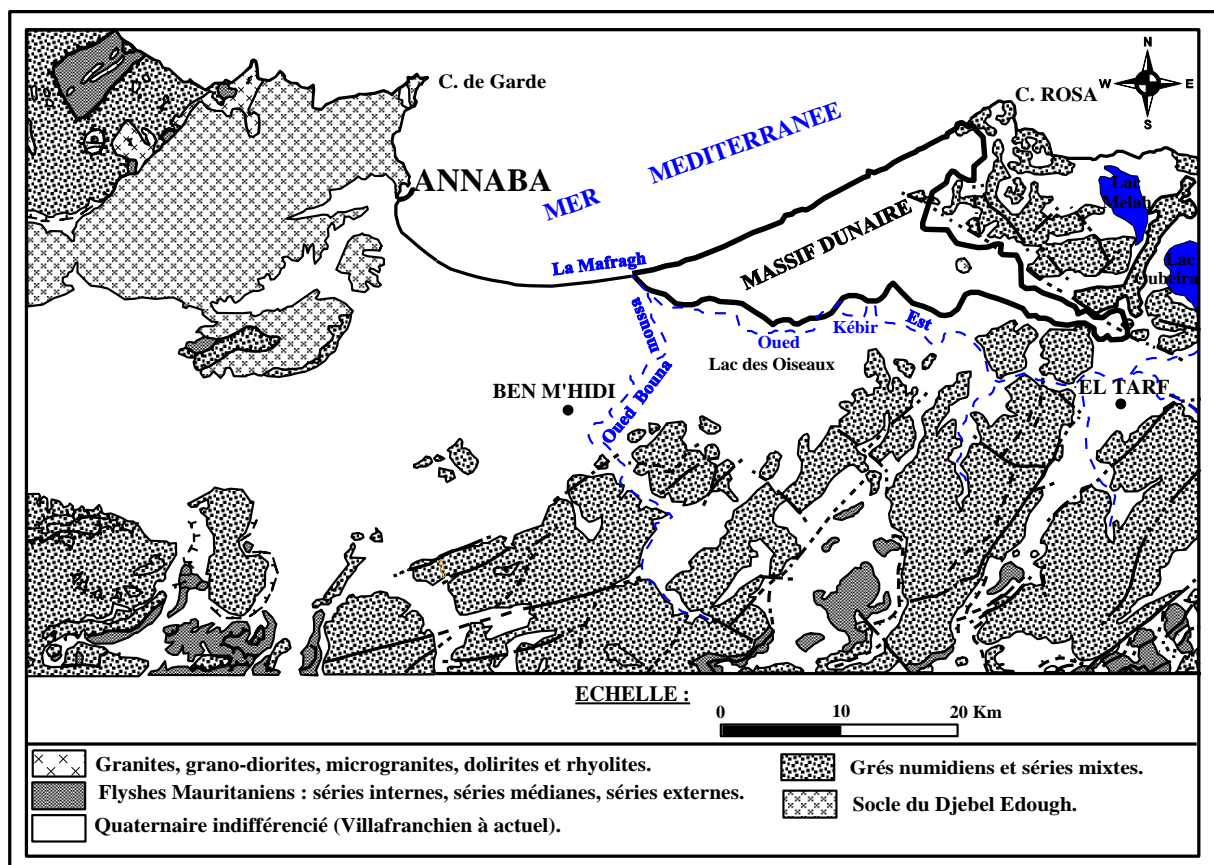 N
W E
S
C. de Garde
C. ROSA
MER MEDITERRANEE
ANNABA
Lac
Melah
MASSIF DUNAIRE
La Mafragh
Lac
Oubeira
moussa
Est
Kébir
Oued
Lac des Oiseaux
BEN M'HIDI
EL TARF
Oued Bouna
ECHELLE :
0 10 20 Km
Granites, grano-diorites, microgranites, dolirites et rhyolites.
Flyshes Mauritaniens : séries internes, séries médianes, séries externes.
Quaternaire indifférencié (Villafranchien à actuel).
Grés numidiens et séries mixtes.
Socle du Djebel Edough.